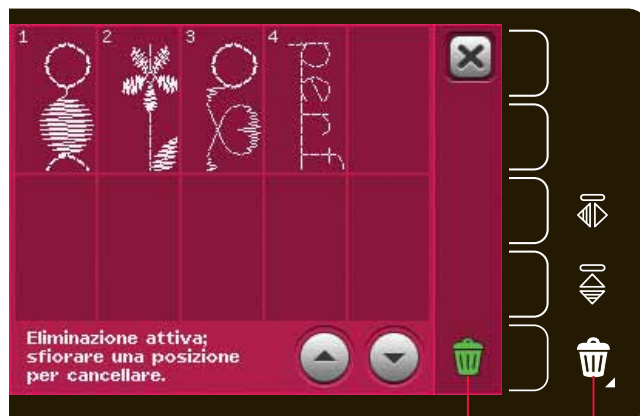 1 2 3 4
perf
Eliminazione attiva;
sfiorare una posizione
per cancellare.